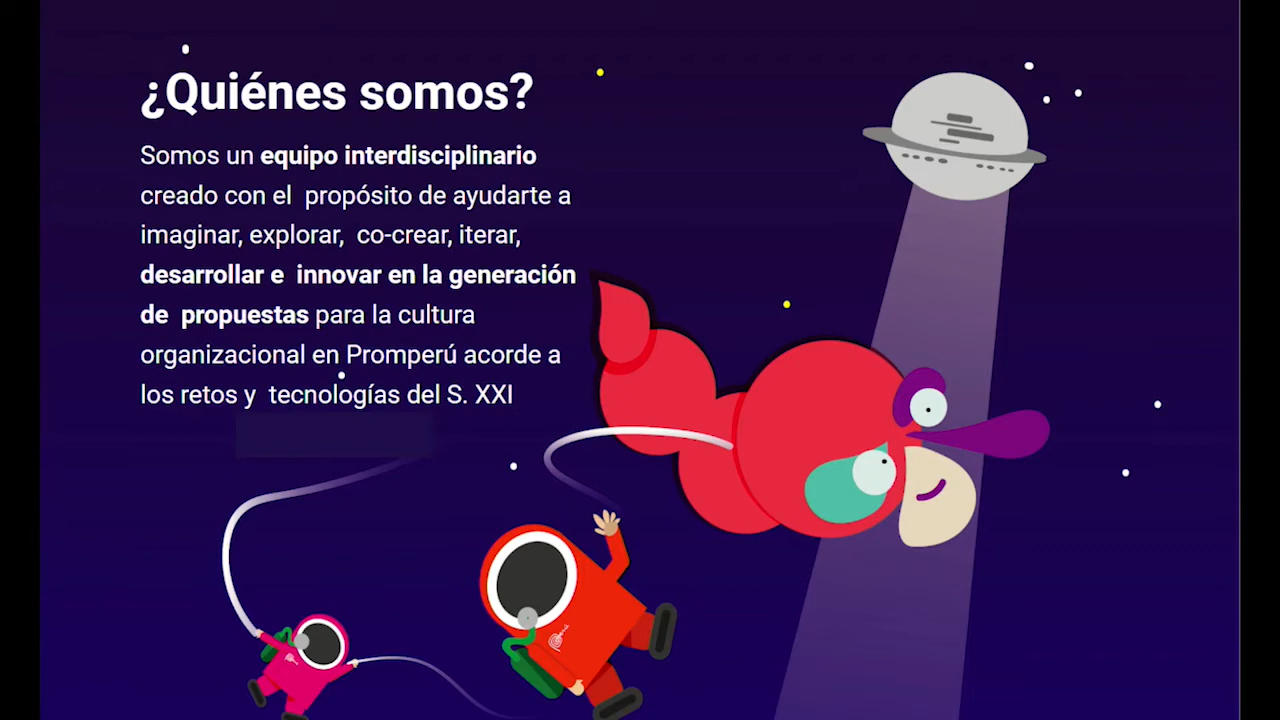 ¿Quiénes somos?
Somos un equipo interdisciplinario
creado con el propósito de ayudarte a
imaginar, explorar, co-crear, iterar,
desarrollar e innovar en la generación
de propuestas para la cultura
organizacional en Promperú acorde a
los retos y tecnologías del S. XXI